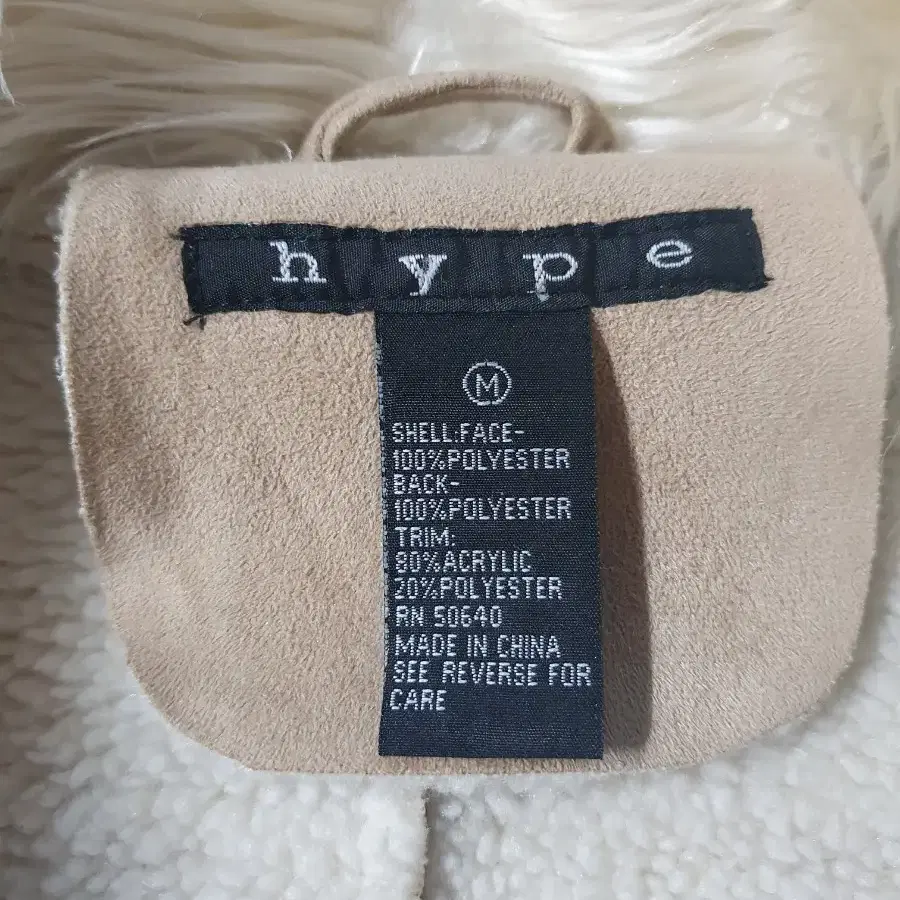 hype
M
SHELL:FACE-
100%POLYESTER
BACK-
100%POLYESTER
TRIM:
80%ACRYLIC
20%POLYESTER
RN 50640
MADE IN CHINA
SEE REVERSE FOR
CARE